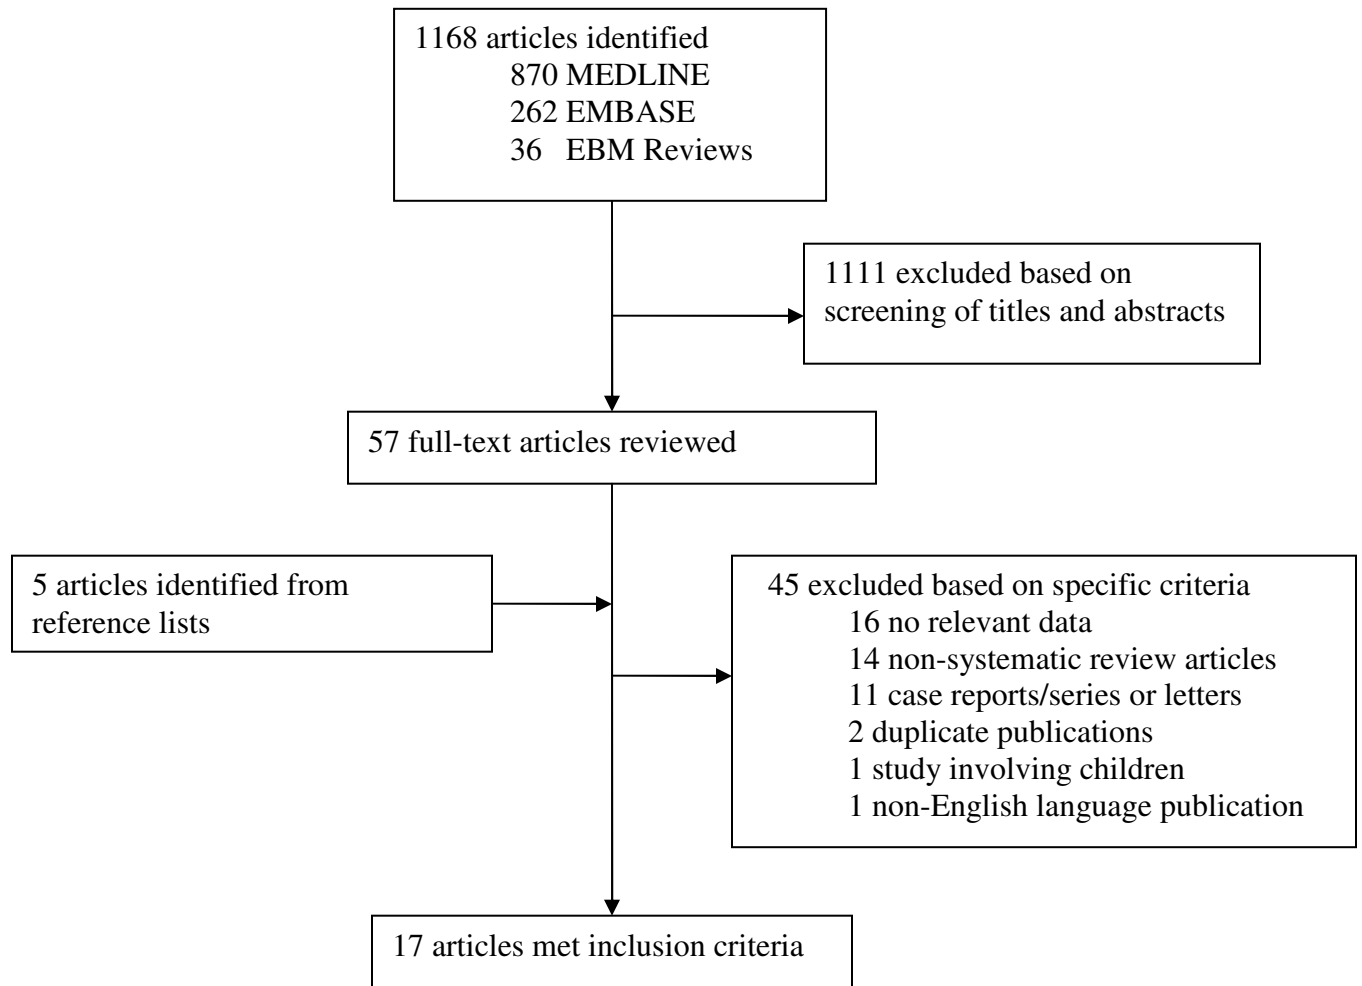 1168 articles identified
870 MEDLINE
262 EMBASE
36 EBM Reviews
1111 excluded based on
screening of titles and abstracts
57 full-text articles reviewed
5 articles identified from
reference lists
45 excluded based on specific criteria
16 no relevant data
14 non-systematic review articles
11 case reports/series or letters
2 duplicate publications
1 study involving children
1 non-English language publication
17 articles met inclusion criteria